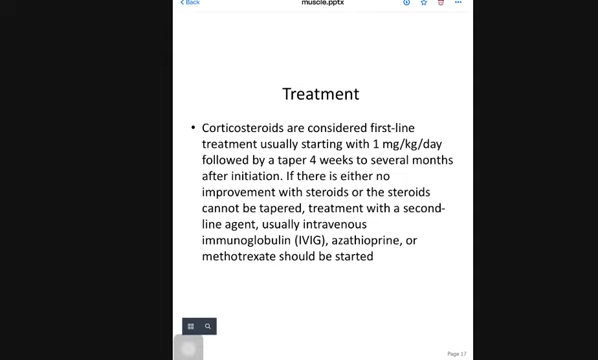 Back
muscle.pptx
Treatment
• Corticosteroids are considered first-line
treatment usually starting with 1 mg/kg/day
followed by a taper 4 weeks to several months
after initiation. If there is either no
improvement with steroids or the steroids
cannot be tapered, treatment with a second-
line agent, usually intravenous
immunoglobulin (IVIG), azathioprine, or
methotrexate should be started
Page 17